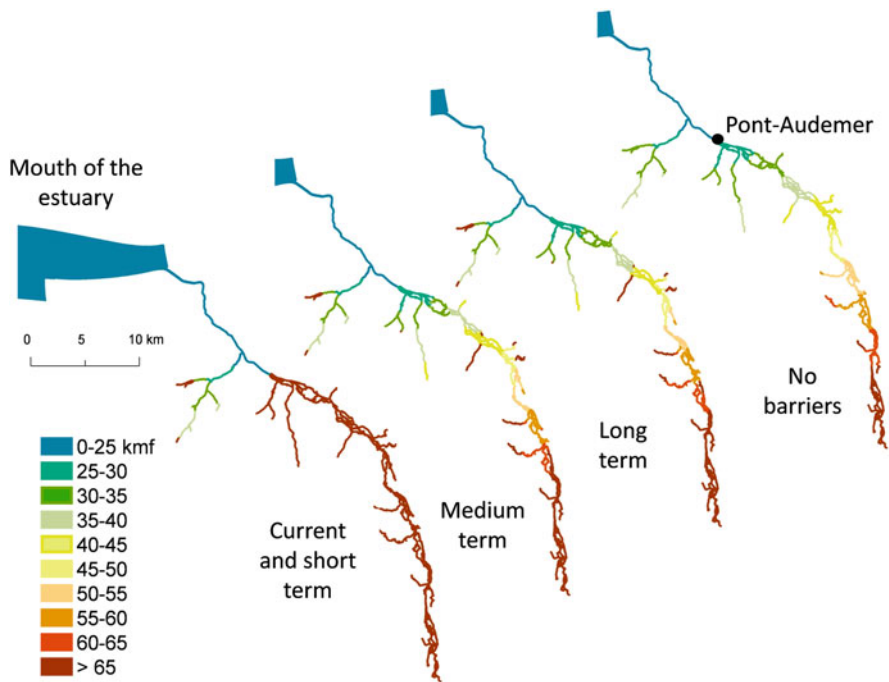 Pont-Audemer
Mouth of the
estuary
0 5 10 km
No
barriers
Long
term
Medium
term
Current
and short
term
0-25 kmf
25-30
30-35
35-40
40-45
45-50
50-55
55-60
60-65
> 65